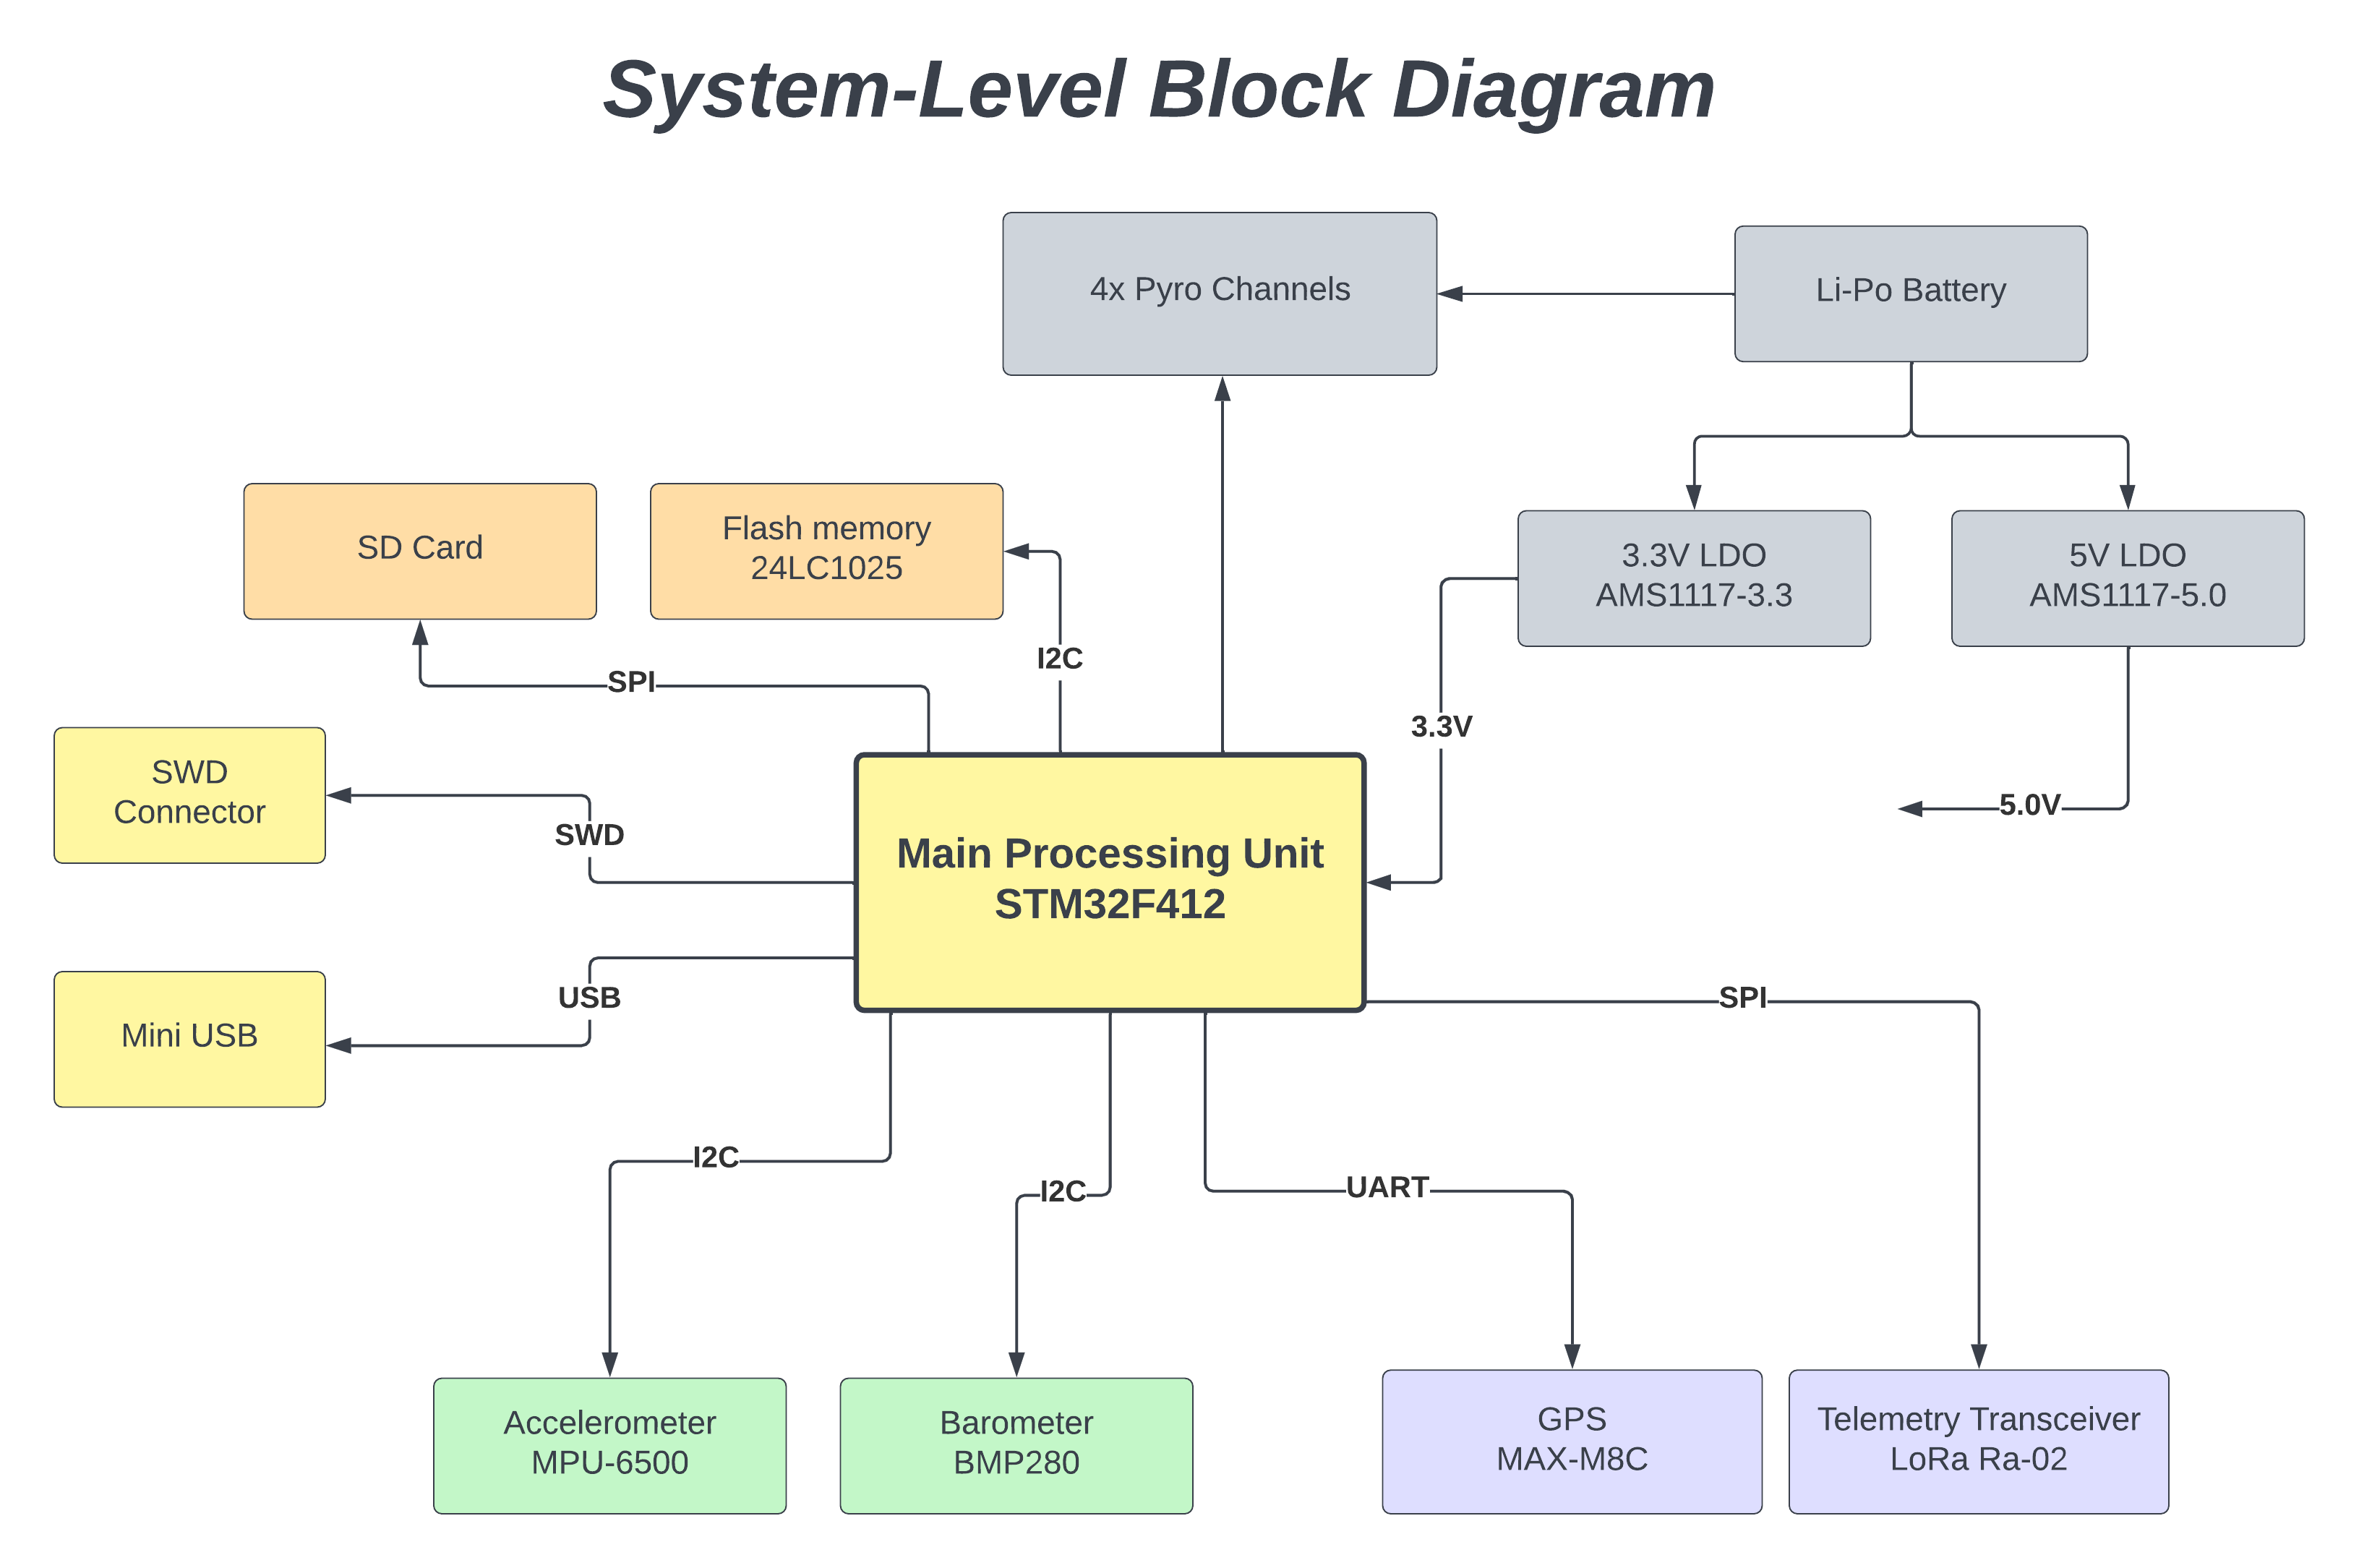 System-Level Block Diagram
4x Pyro Channels
Li-Po Battery
SD Card
Flash memory
24LC1025
3.3V LDO
AMS1117-3.3
5V LDO
AMS1117-5.0
I2C
SPI
3.3V
SWD
Connector
5.0V
SWD
Main Processing Unit
STM32F412
USB
SPI
Mini USB
I2C
I2C
UART
Accelerometer
MPU-6500
Barometer
BMP280
GPS
MAX-M8C
Telemetry Transceiver
LoRa Ra-02